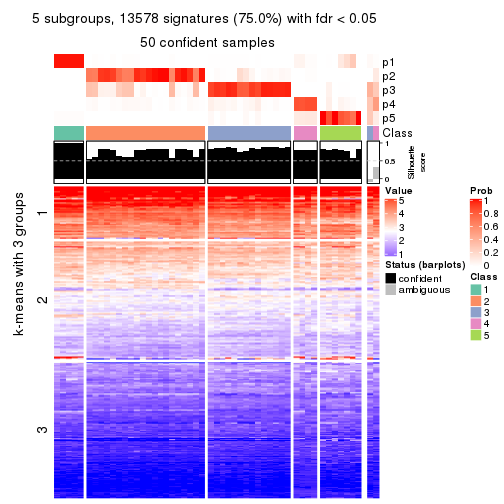 5 subgroups, 13578 signatures (75.0%) with fdr < 0.05
50 confident samples
p1
p2
p3
p4
p5
Class
1
0.5
0
Silhouette
score
k-means with 3 groups
1
2
3
Value
5
4
3
2
1
Status (barplots)
confident
ambiguous
Prob
1
0.8
0.6
0.4
0.2
0
Class
1
2
3
4
5